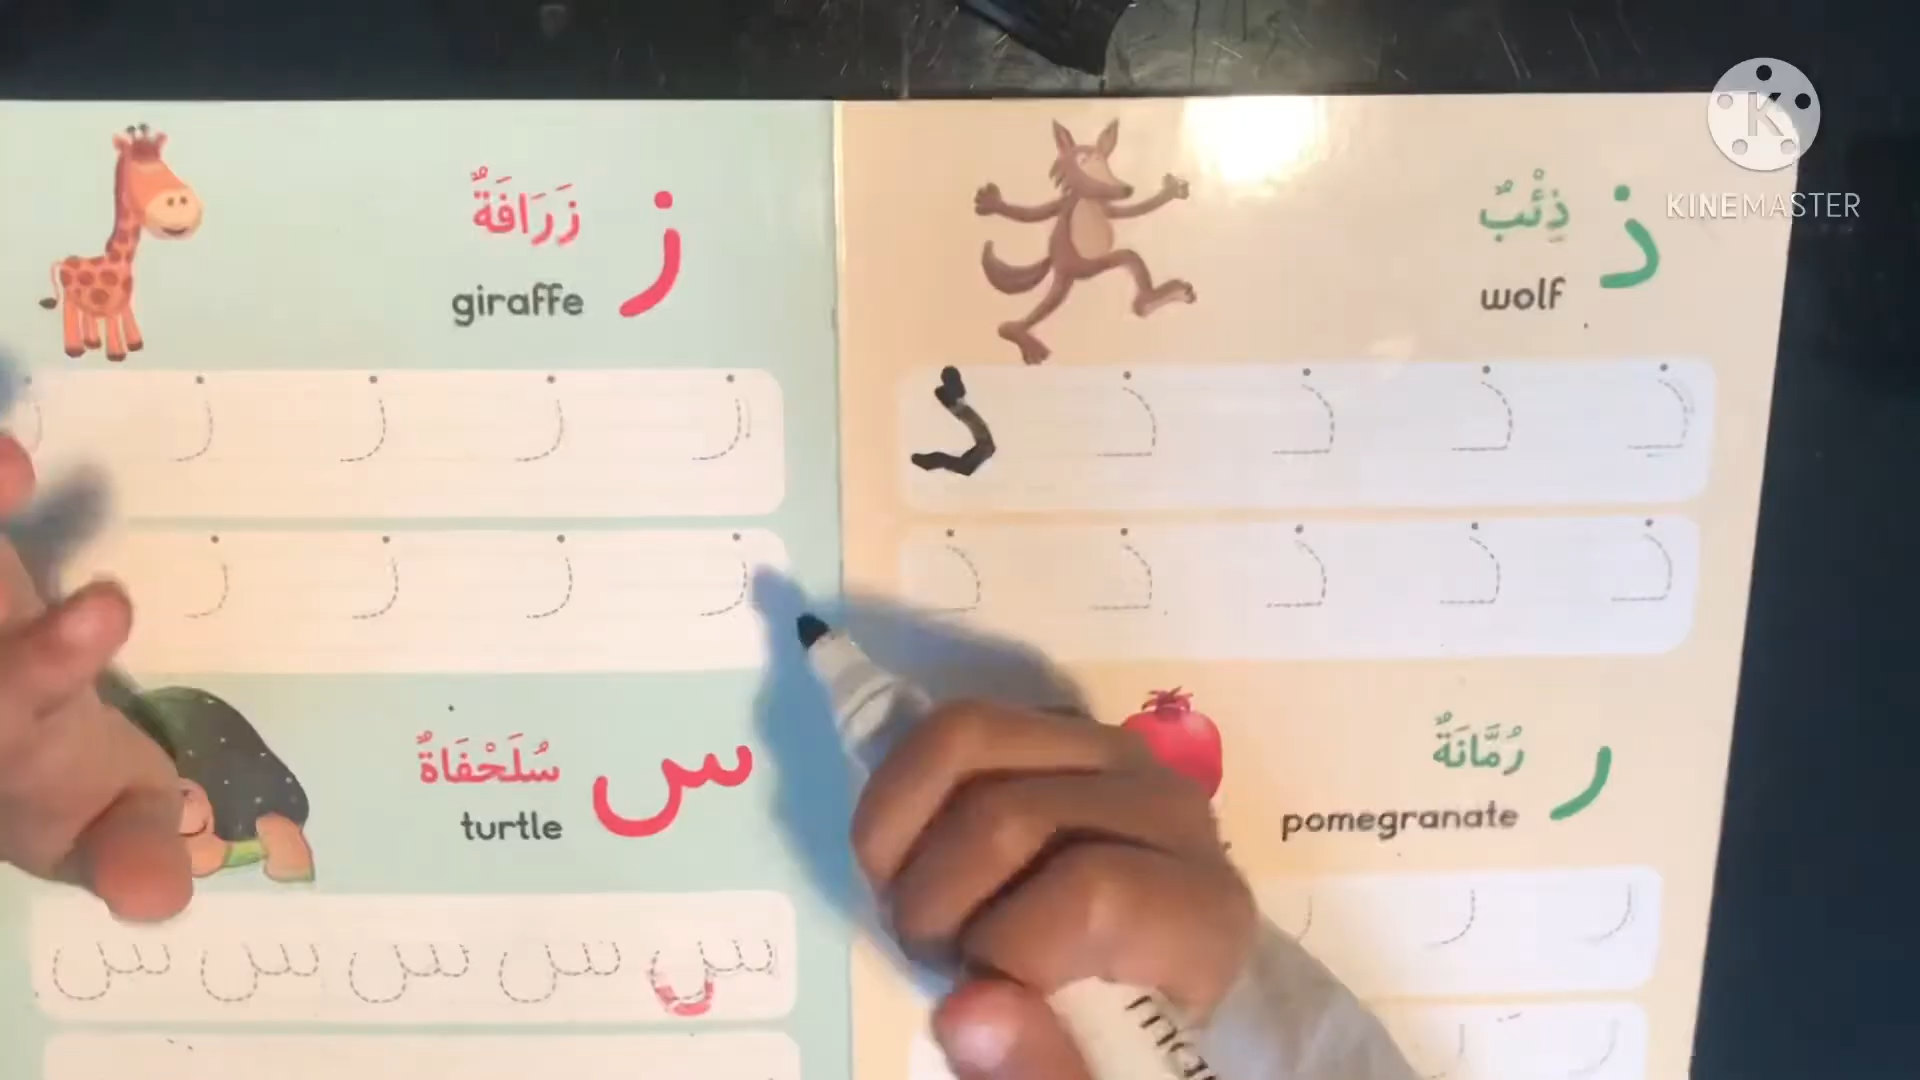 ذ ذِئْبٌ
wolf
ذ ذ ذ ذ ذ
ذ ذ ذ ذ ذ
ر رُمَّانَةٌ
pomegranate
ر ر ر
ر ر
ز زَرَافَةٌ
giraffe
ز ز ز ز
ز ز ز ز
س سُلَحْفَاةٌ
turtle
س س س س س
K
KINEMASTER